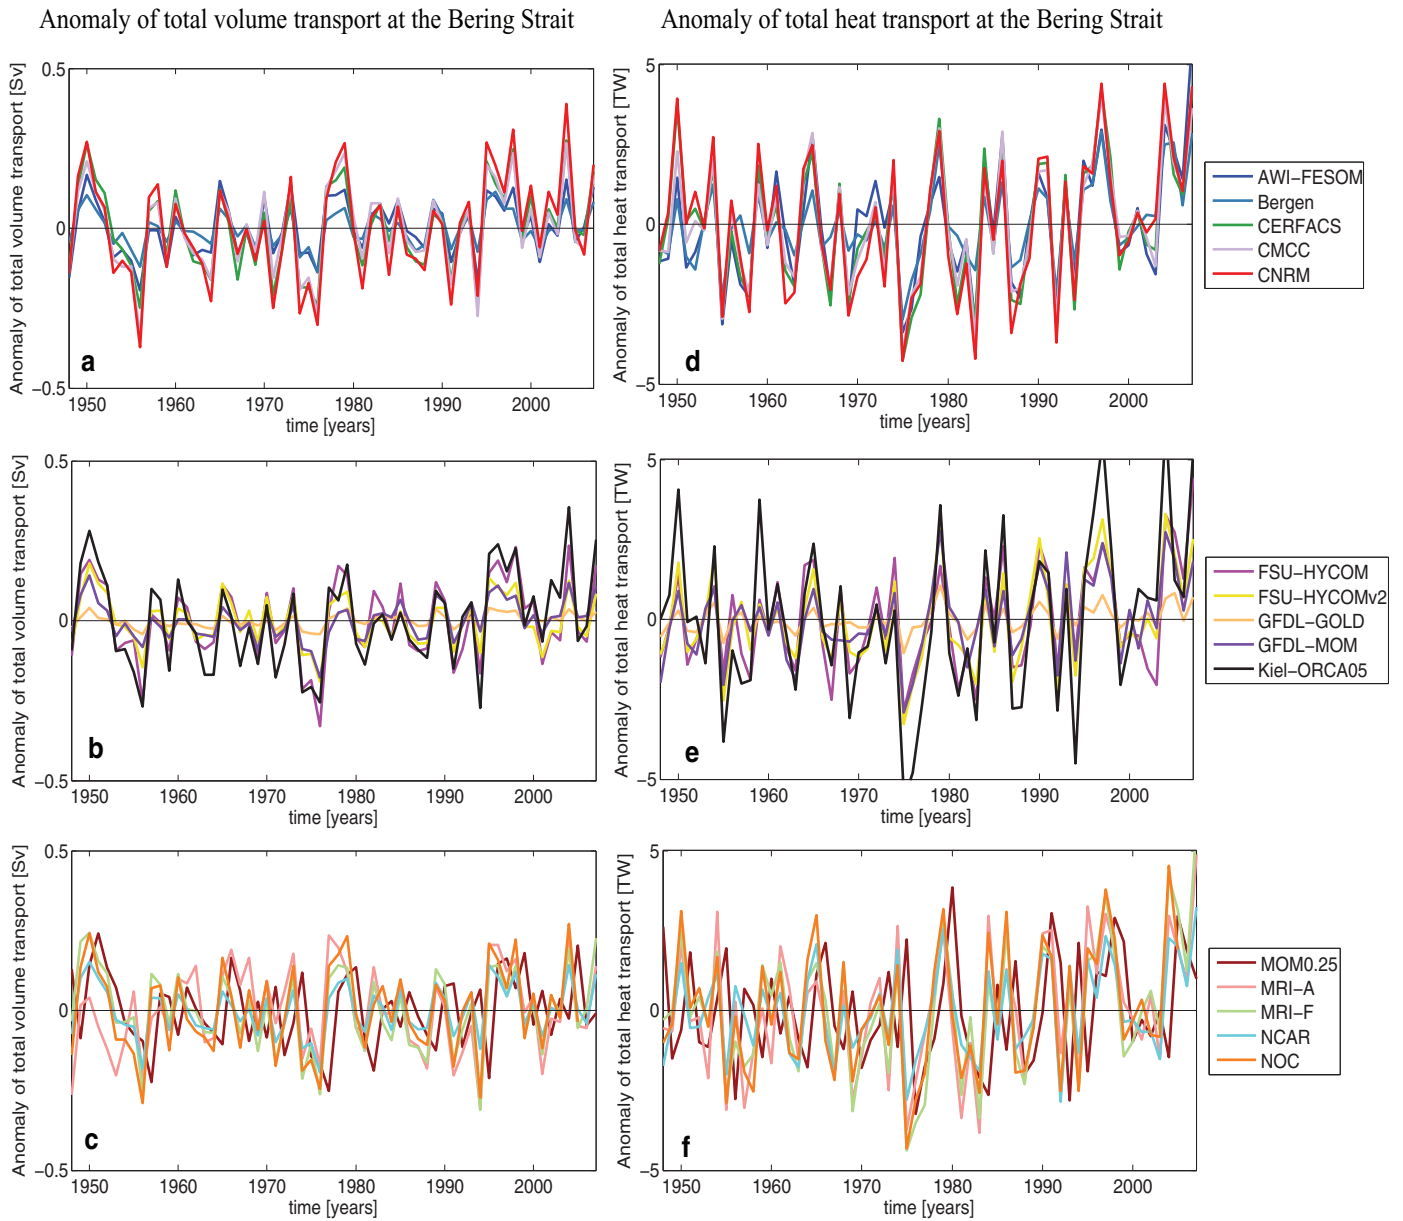 Anomaly of total volume transport at the Bering Strait
Anomaly of total heat transport at the Bering Strait
Anomaly of total volume transport [Sv]
0.5
0
−0.5
a
1950 1960 1970 1980 1990 2000
time [years]
Anomaly of total heat transport [TW]
5
0
−5
d
1950 1960 1970 1980 1990 2000
time [years]
AWI−FESOM
Bergen
CERFACS
CMCC
CNRM
Anomaly of total volume transport [Sv]
0.5
0
−0.5
b
1950 1960 1970 1980 1990 2000
time [years]
Anomaly of total heat transport [TW]
5
0
−5
e
1950 1960 1970 1980 1990 2000
time [years]
FSU−HYCOM
FSU−HYCOMv2
GFDL−GOLD
GFDL−MOM
Kiel−ORCA05
Anomaly of total volume transport [Sv]
0.5
0
−0.5
c
1950 1960 1970 1980 1990 2000
time [years]
Anomaly of total heat transport [TW]
5
0
−5
f
1950 1960 1970 1980 1990 2000
time [years]
MOM0.25
MRI−A
MRI−F
NCAR
NOC